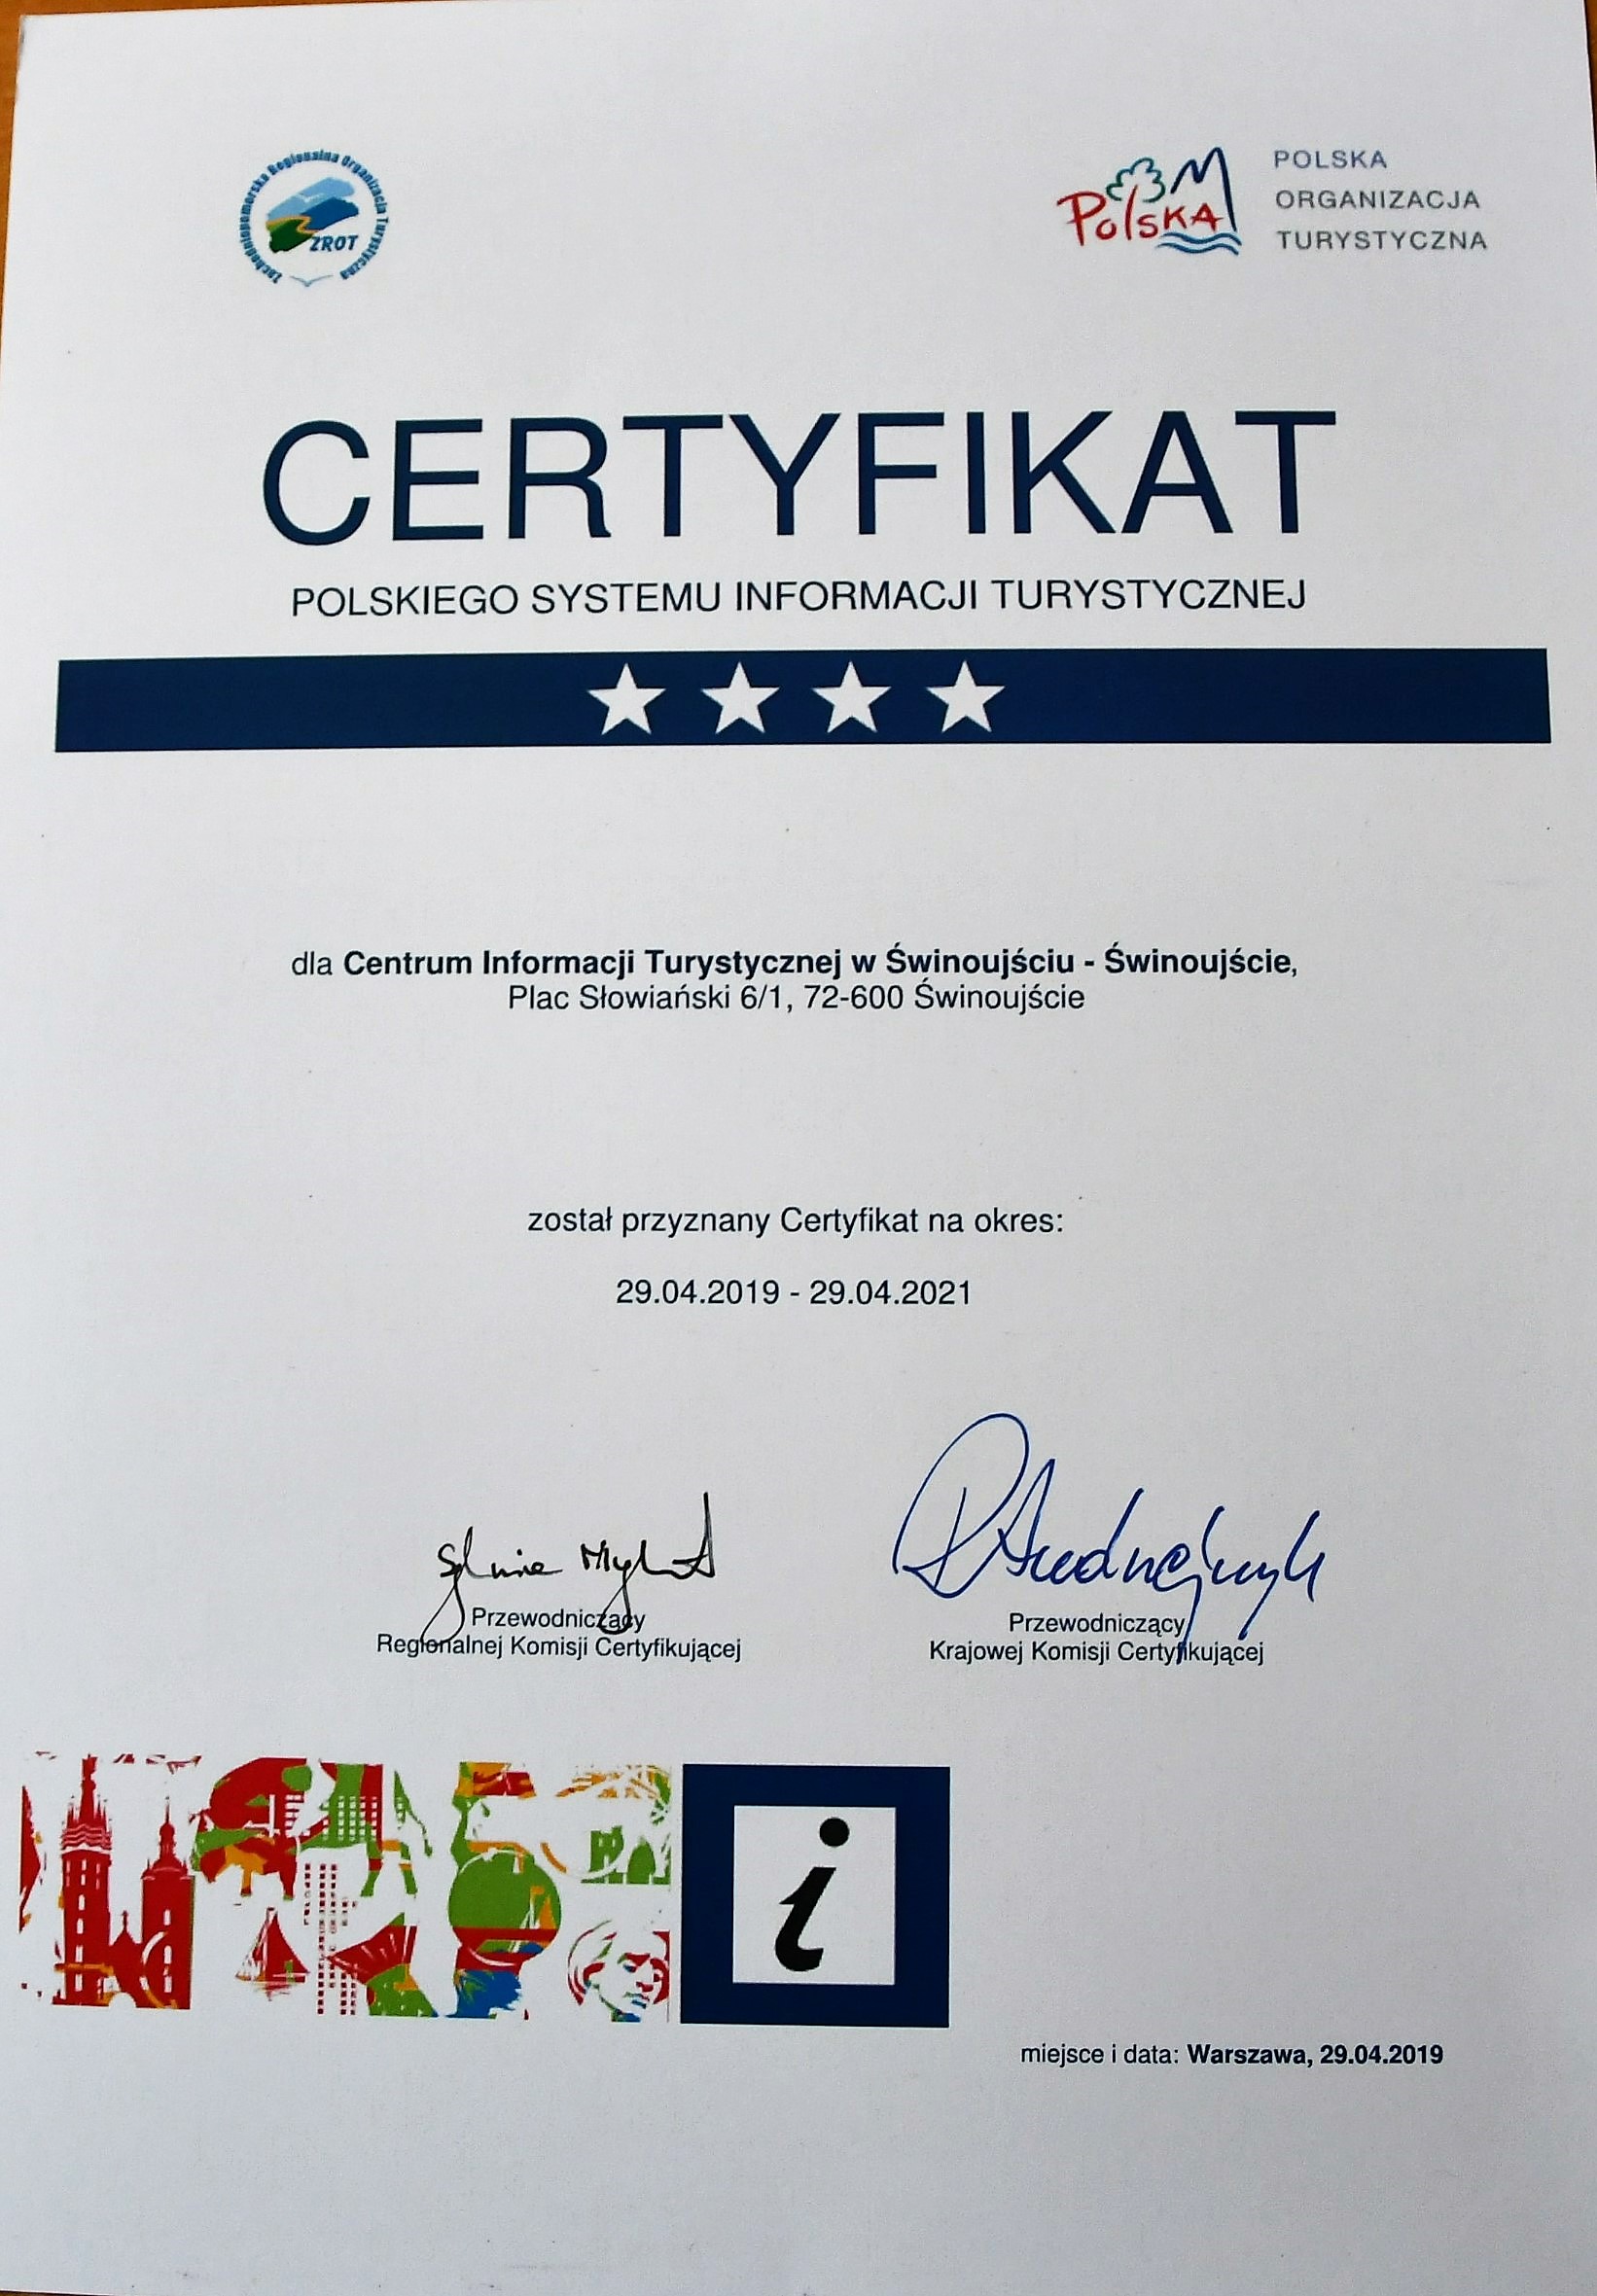 Zachodniopomorska Regionalna Organizacja Turystyczna
ZROT
POLSKA
POLSKA
ORGANIZACJA
TURYSTYCZNA
CERTYFIKAT
POLSKIEGO SYSTEMU INFORMACJI TURYSTYCZNEJ
dla Centrum Informacji Turystycznej w Świnoujściu - Świnoujście,
Plac Słowiański 6/1, 72-600 Świnoujście
został przyznany Certyfikat na okres:
29.04.2019 - 29.04.2021
Przewodniczący
Regionalnej Komisji Certyfikującej
Przewodniczący
Krajowej Komisji Certyfikującej
i
miejsce i data: Warszawa, 29.04.2019